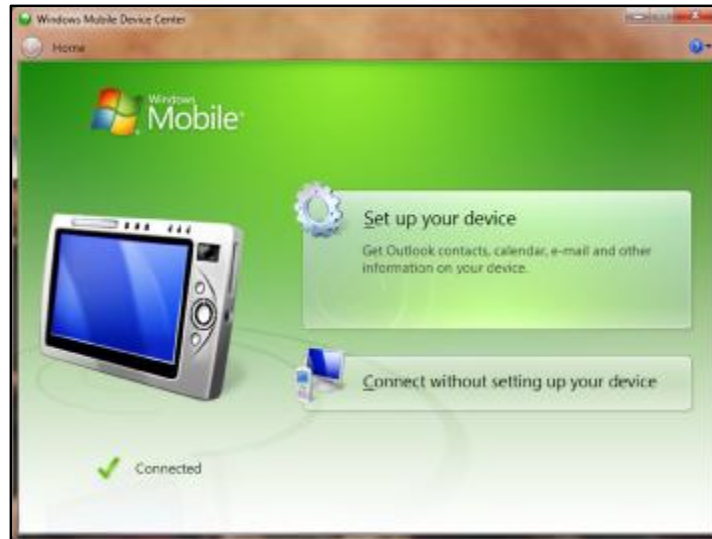 Windows Mobile Device Center
Home
Windows
Mobile
Set up your device
Get Outlook contacts, calendar, e-mail and other
information on your device.
Connect without setting up your device
Connected